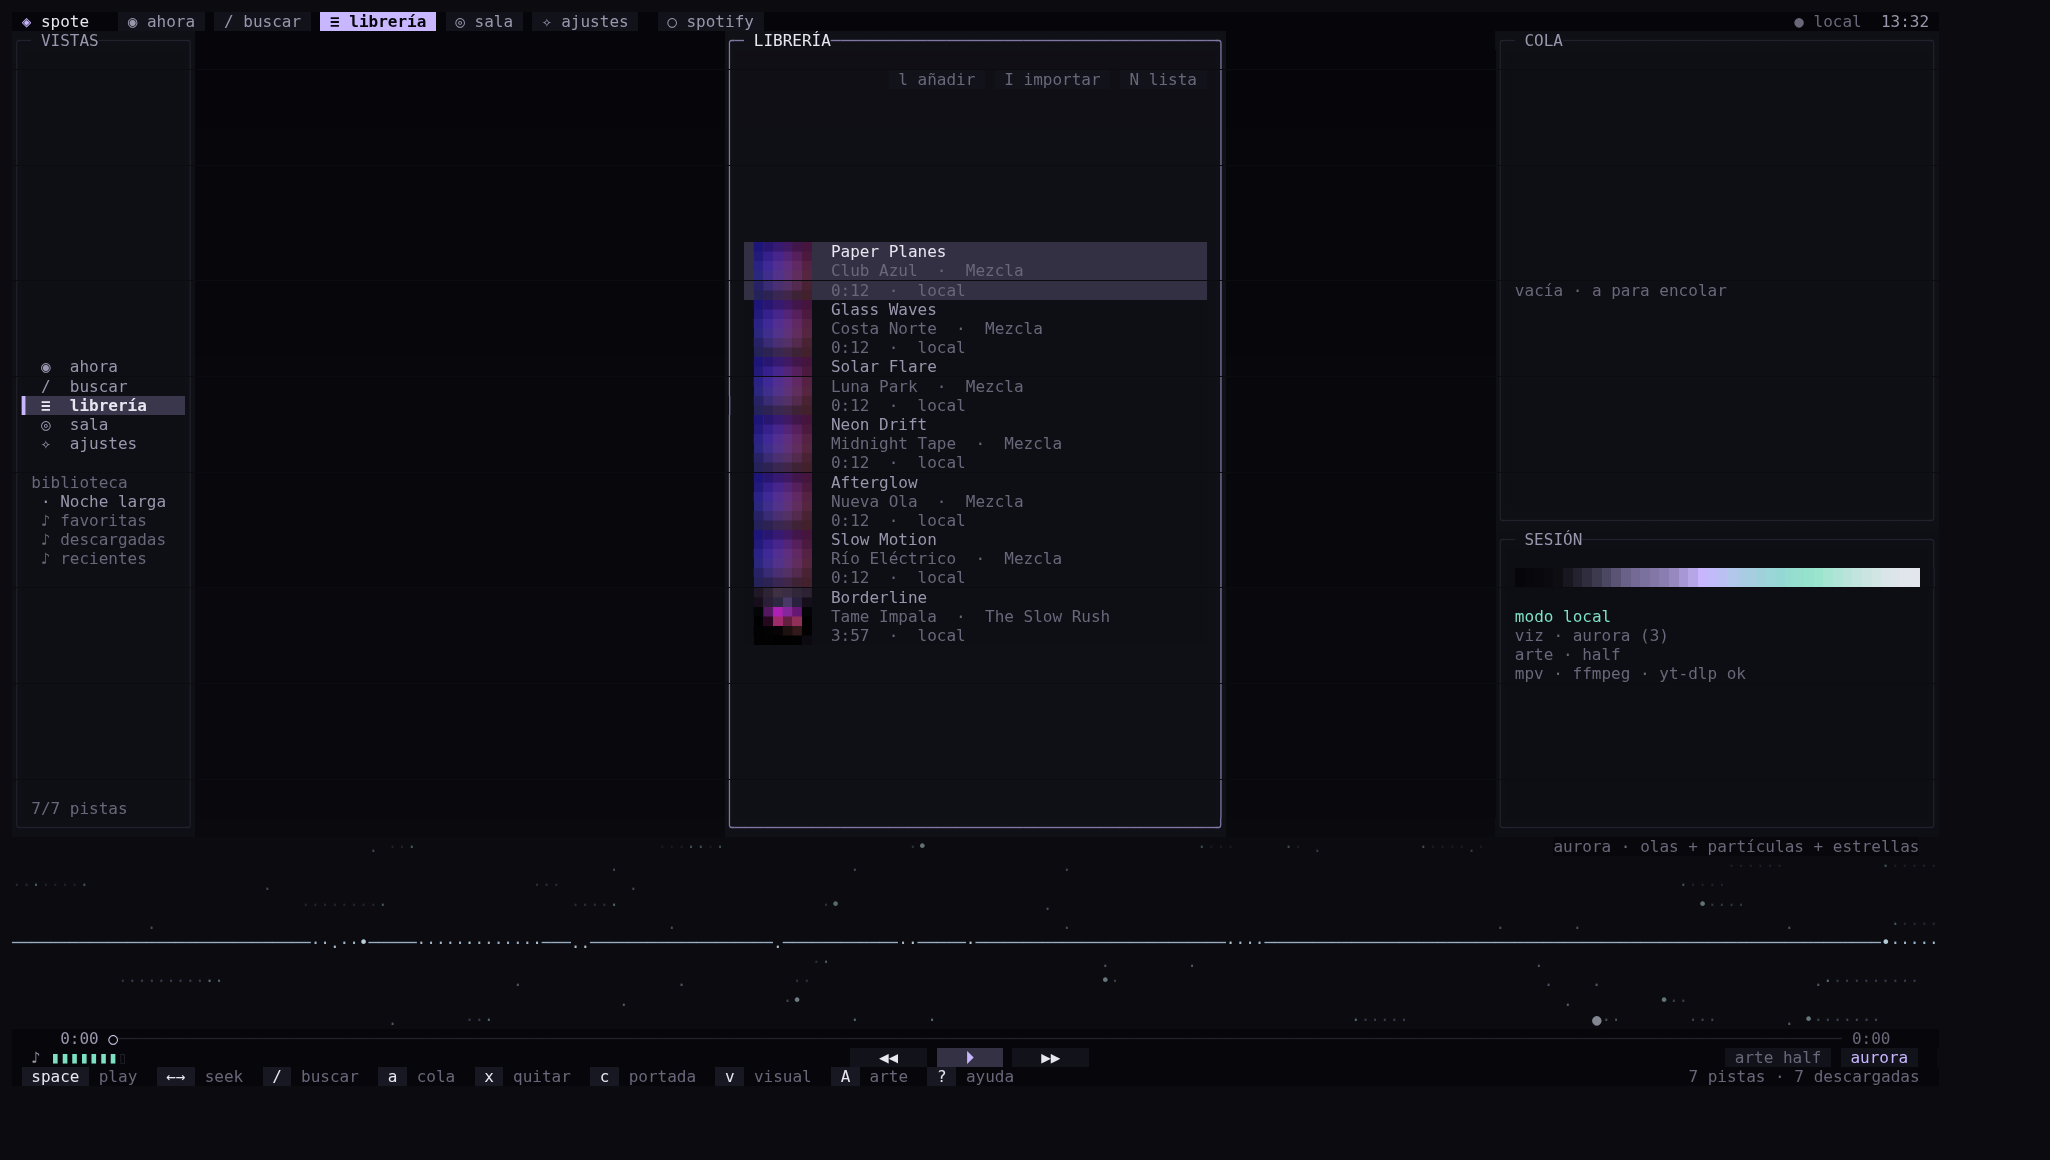 ◈ spote ◉ ahora / buscar ☰ librería ◎ sala ✧ ajustes ○ spotify ● local 13:32
VISTAS
◉ ahora
/ buscar
☰ librería
◎ sala
✧ ajustes
biblioteca
· Noche larga
♪ favoritas
♪ descargadas
♪ recientes
7/7 pistas
LIBRERÍA
l añadir I importar N lista
Paper Planes
Club Azul · Mezcla
0:12 · local
Glass Waves
Costa Norte · Mezcla
0:12 · local
Solar Flare
Luna Park · Mezcla
0:12 · local
Neon Drift
Midnight Tape · Mezcla
0:12 · local
Afterglow
Nueva Ola · Mezcla
0:12 · local
Slow Motion
Río Eléctrico · Mezcla
0:12 · local
Borderline
Tame Impala · The Slow Rush
3:57 · local
COLA
vacía · a para encolar
SESIÓN
modo local
viz · aurora (3)
arte · half
mpv · ffmpeg · yt-dlp ok
aurora · olas + partículas + estrellas
0:00 0:00
♪ ◀◀ ⏵ ▶▶ arte half aurora
space play ←→ seek / buscar a cola x quitar c portada v visual A arte ? ayuda 7 pistas · 7 descargadas